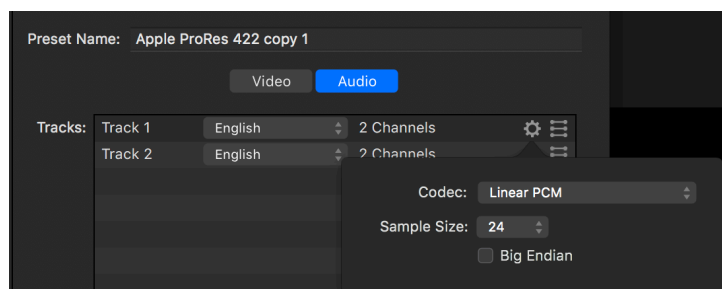 Preset Name: Apple ProRes 422 copy 1
Video Audio
Tracks: Track 1 English 2 Channels
Track 2 English 2 Channels
Codec: Linear PCM
Sample Size: 24
Big Endian